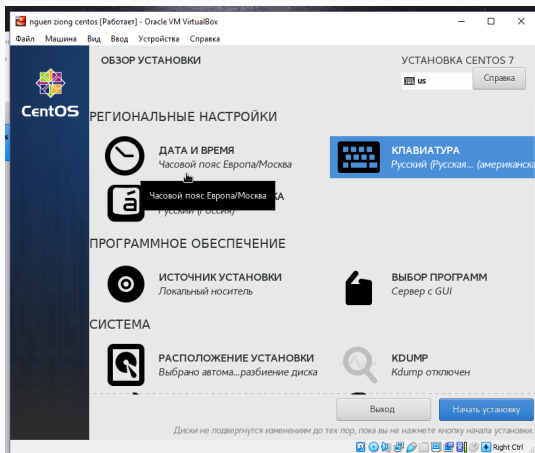 nguen ziong centos [Работает] - Oracle VM VirtualBox
Файл Машина Вид Ввод Устройства Справка
ОБЗОР УСТАНОВКИ
УСТАНОВКА CENTOS 7
us
Справка
CentOS
РЕГИОНАЛЬНЫЕ НАСТРОЙКИ
ДАТА И ВРЕМЯ
Часовой пояс Европа/Москва
КЛАВИАТУРА
Русский (Русская... (американска
Часовой пояс Европа/Москва
Русский (Россия)
ПРОГРАММНОЕ ОБЕСПЕЧЕНИЕ
ИСТОЧНИК УСТАНОВКИ
Локальный носитель
ВЫБОР ПРОГРАММ
Сервер с GUI
СИСТЕМА
РАСПОЛОЖЕНИЕ УСТАНОВКИ
Выбрано автома...разбиение диска
KDUMP
Kdump отключен
Выход
Начать установку
Диски не подвергнутся изменениям до тех пор, пока вы не нажмете кнопку начала установки.
Right Ctrl